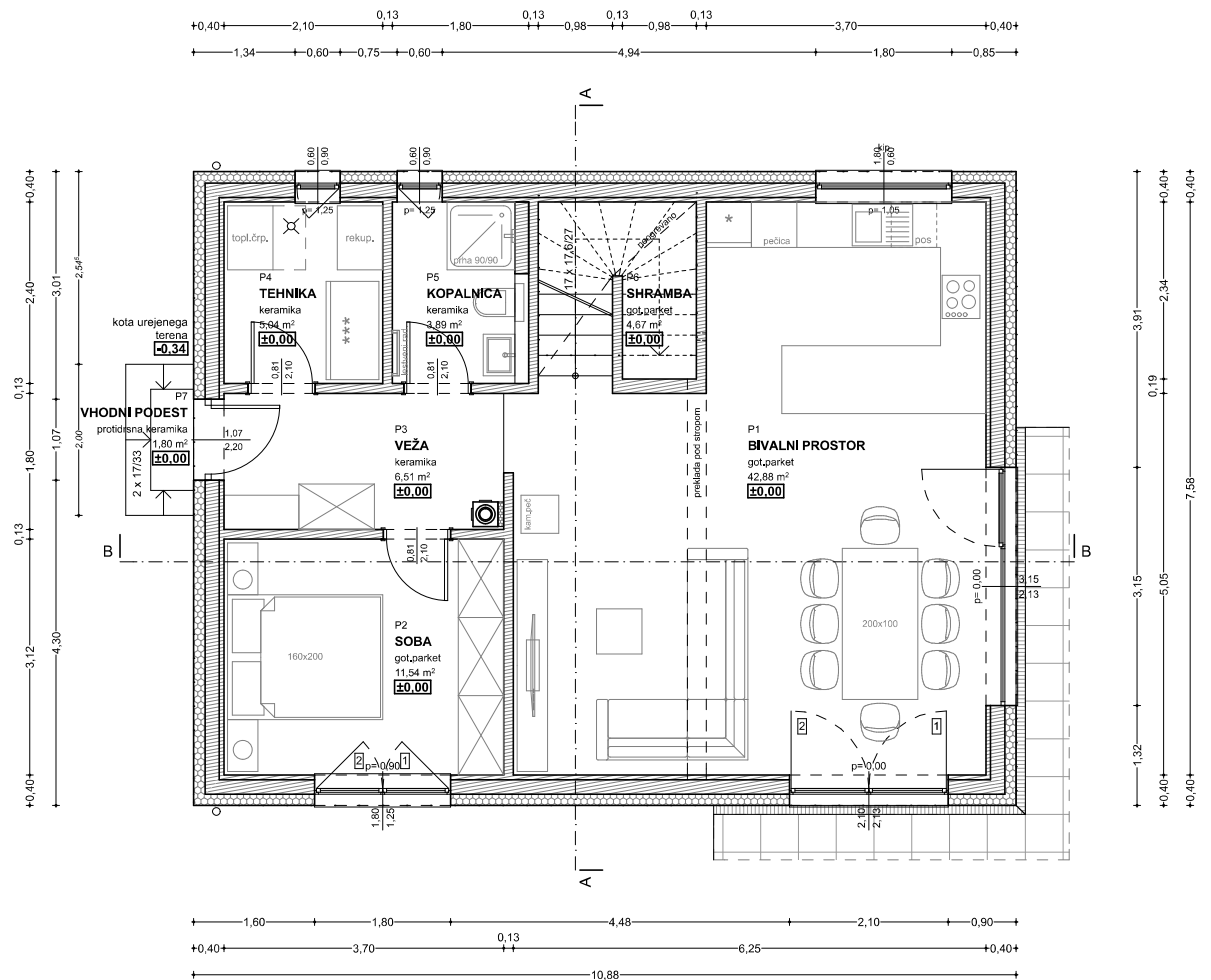 0,40 2,10 0,13 1,80 0,13 0,98 0,13 0,98 0,13 3,70 0,40
1,34 0,60 0,75 0,60 4,94 1,80 0,85
A
0.60 0.90
p= 1,25
0.60 0.90
p= 1,25
kip
1.80 0.60
p= 1,05
topl.črp.
rekup.
prha 90/90
17 x 17,6/27
pogrevano
*
pečica
pos
P4
TEHNIKA
keramika
5,04 m²
±0,00
***
P5
KOPALNICA
keramika
3,89 m²
±0,00
P6
SHRAMBA
got.parket
4,67 m²
±0,00
kota urejenega
terena
-0,34
0,81 2,10
0,81 2,10
P7
VHODNI PODEST
protidrsna keramika
1,80 m²
±0,00
2 x 17/33
1,07
2,20
P3
VEŽA
keramika
6,51 m²
±0,00
preklada pod stropom
P1
BIVALNI PROSTOR
got.parket
42,88 m²
±0,00
B
B
0,81 2,10
P2
SOBA
got.parket
11,54 m²
±0,00
160x200
200x100
p= 0,00
3,15
2,13
2
p= 0,90
1
1,80 1,25
2
1
p= 0,00
2,10 2,13
A
0,40 2,40 0,13 1,80 0,13 3,12 0,40
3,01 1,07 4,30
2,54⁵ 2,00
3,91 3,15 1,32
0,40 2,34 0,19 5,05 0,40
0,40 7,58 0,40
1,60 1,80 4,48 2,10 0,90
0,40 3,70 0,13 6,25 0,40
10,88